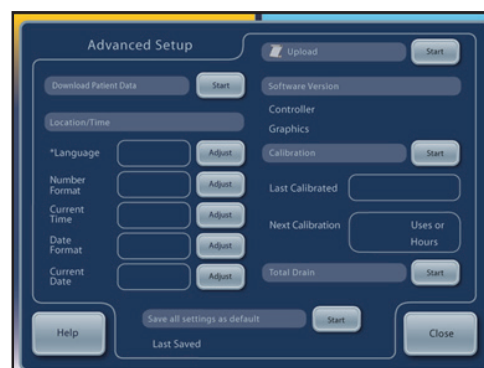 Advanced Setup
Download Patient Data
Start
Location/Time
*Language
Adjust
Number
Format
Adjust
Current
Time
Adjust
Date
Format
Adjust
Current
Date
Adjust
Upload
Start
Software Version
Controller
Graphics
Calibration
Start
Last Calibrated
Next Calibration
Uses or
Hours
Total Drain
Start
Help
Save all settings as default
Start
Last Saved
Close